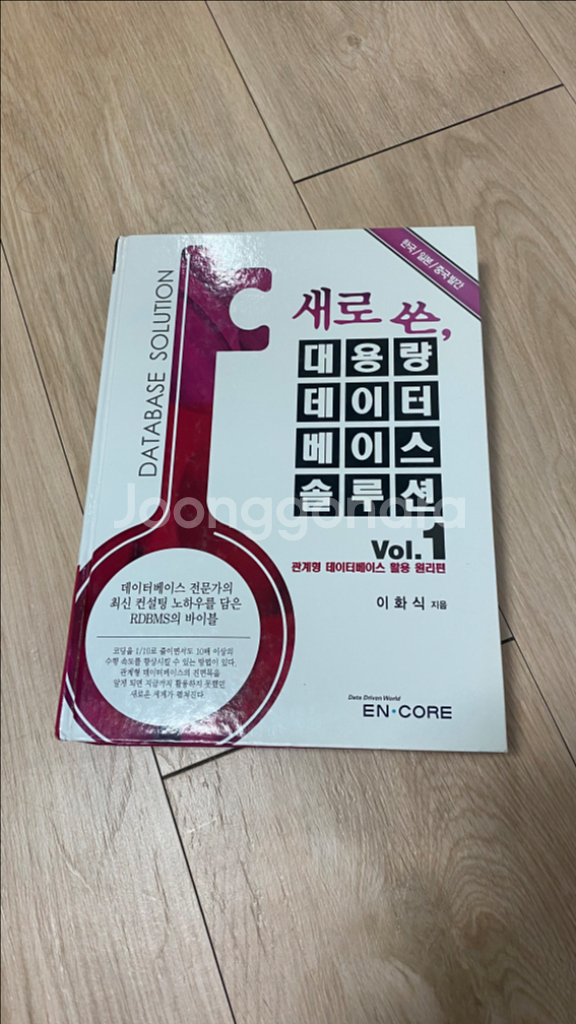 한국/일본/중국 발간
DATABASE SOLUTION
새로 쓴,
대용량
데이터
베이스
솔루션
Joonggonara
Vol.1
관계형 데이터베이스 활용 원리편
이화식 지음
데이터베이스 전문가의
최신 컨설팅 노하우를 담은
RDBMS의 바이블
코딩을 1/10로 줄이면서도 10배 이상의
수행 속도를 향상시킬 수 있는 방법이 있다.
관계형 데이터베이스의 진면목을
알게 되면 지금까지 활용하지 못했던
새로운 세계가 펼쳐진다
Data Driven World
EN·CORE